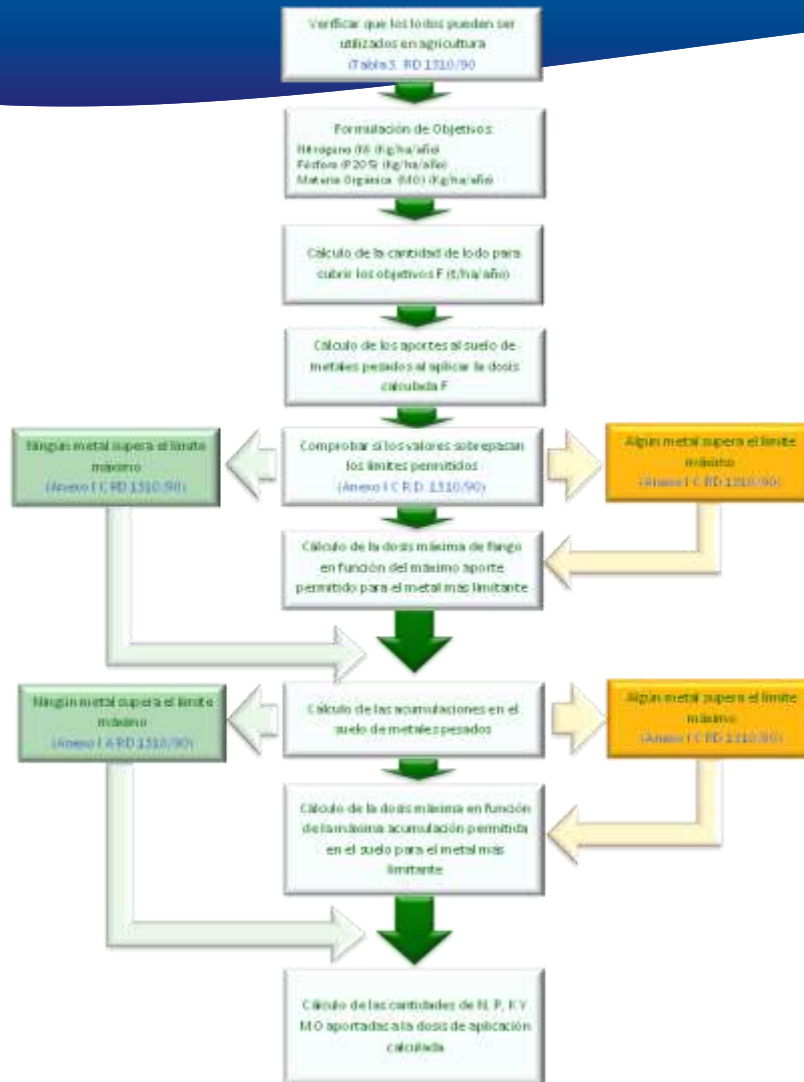 Verificar que los lodos pueden ser
utilizados en agricultura
(Tabla 3. RD 1310/90
Formulación de Objetivos:
Nitrógeno (N) (Kg/ha/año)
Fósforo (P2O5) (Kg/ha/año)
Materia Orgánica (MO) (Kg/ha/año)
Cálculo de la cantidad de lodo para
cubrir los objetivos F (t/ha/año)
Cálculo de los aportes al suelo de
metales pesados al aplicar la dosis
calculada F
Ningún metal supera el límite
máximo
(Anexo I C RD 1310/90)
Comprobar si los valores sobrepasan
los límites permitidos
(Anexo I C R.D. 1310/90)
Algún metal supera el límite
máximo
(Anexo I C RD 1310/90)
Cálculo de la dosis máxima de fango
en función del máximo aporte
permitido para el metal más limitante
Ningún metal supera el límite
máximo
(Anexo I A RD 1310/90)
Cálculo de las acumulaciones en el
suelo de metales pesados
Algún metal supera el límite
máximo
(Anexo I C RD 1310/90)
Cálculo de la dosis máxima en función
de la máxima acumulación permitida
en el suelo para el metal más
limitante
Cálculo de las cantidades de N, P, K Y
MO aportadas a la dosis de aplicación
calculada